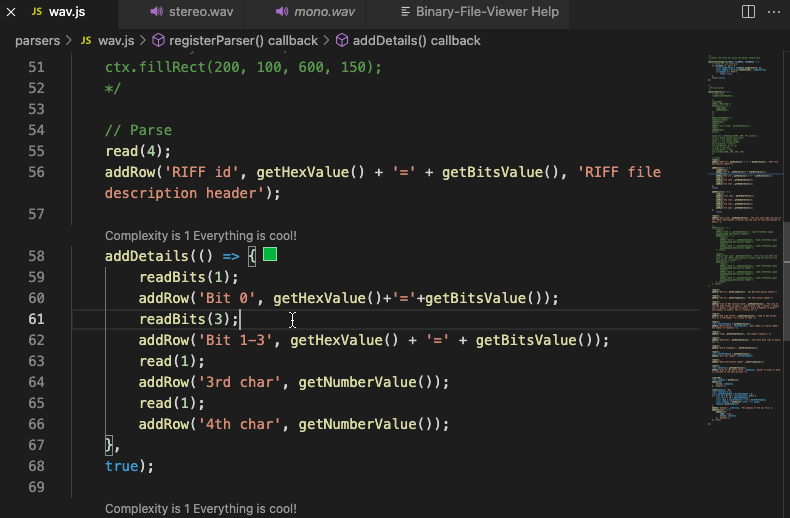 wav.js stereo.wav mono.wav Binary-File-Viewer Help
parsers > JS wav.js > registerParser() callback > addDetails() callback
51 ctx.fillRect(200, 100, 600, 150);
52 */
53
54 // Parse
55 read(4);
56 addRow('RIFF id', getHexValue() + '=' + getBitsValue(), 'RIFF file
description header');
57
Complexity is 1 Everything is cool!
58 addDetails(() => {
59 readBits(1);
60 addRow('Bit 0', getHexValue()+'='+getBitsValue());
61 readBits(3);
62 addRow('Bit 1-3', getHexValue() + '=' + getBitsValue());
63 read(1);
64 addRow('3rd char', getNumberValue());
65 read(1);
66 addRow('4th char', getNumberValue());
67 },
68 true);
69
Complexity is 1 Everything is cool!